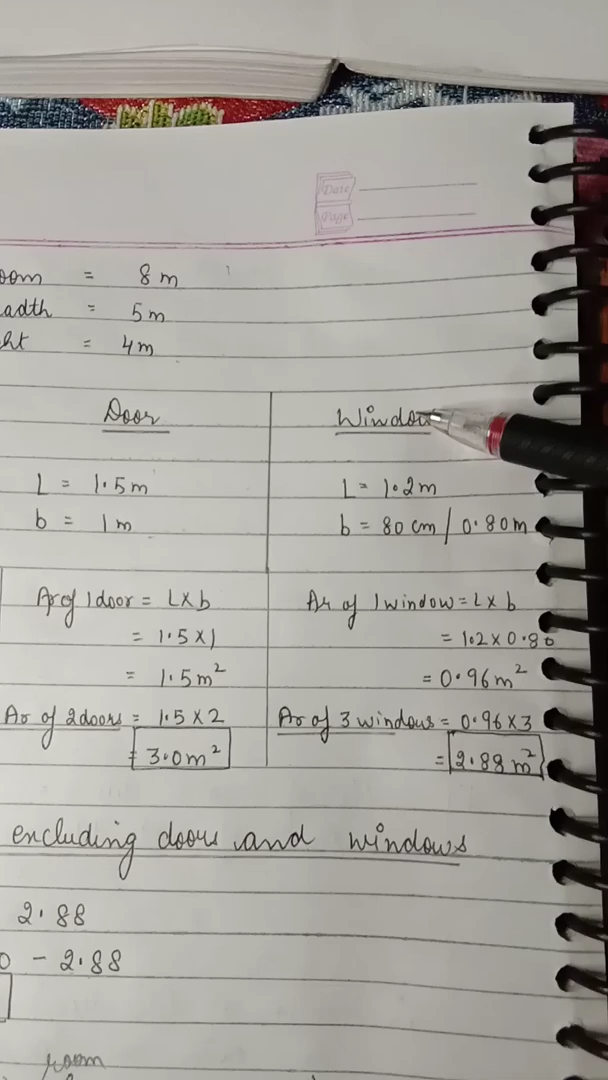 Date
Page
oom = 8 m
adth = 5 m
ht = 4 m
Door
L = 1.5 m
b = 1 m
Ar of 1 door = L x b
= 1.5 x 1
= 1.5 m²
Ar of 2 doors = 1.5 x 2
= 3.0 m²
Window
L = 1.2 m
b = 80 cm / 0.80 m
Ar of 1 window = L x b
= 1.2 x 0.80
= 0.96 m²
Ar of 3 windows = 0.96 x 3
= 2.88 m²
excluding doors and windows
2.88
0 - 2.88
room